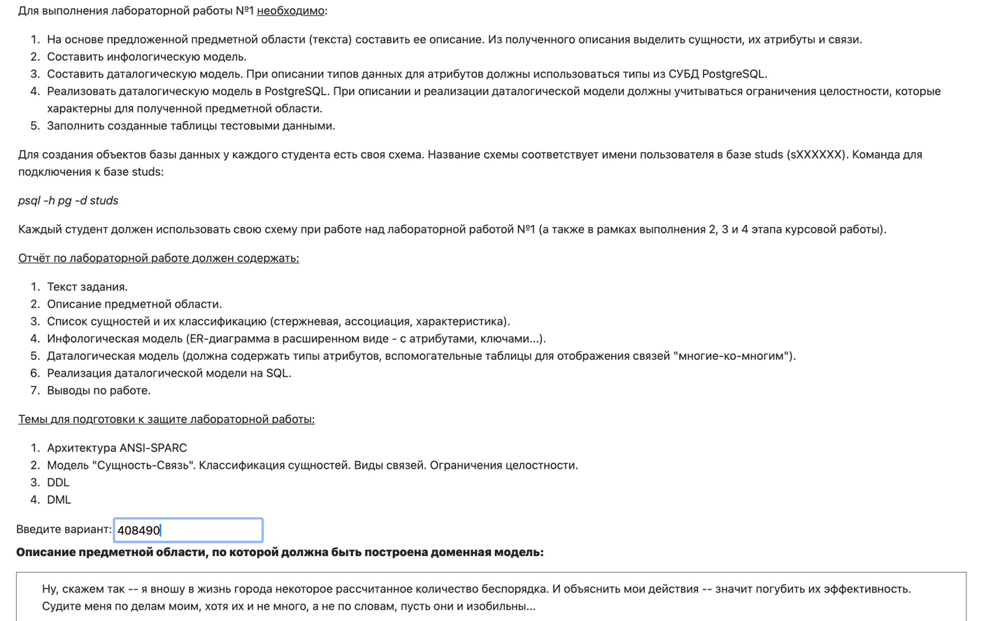 Для выполнения лабораторной работы №1 необходимо:
1. На основе предложенной предметной области (текста) составить ее описание. Из полученного описания выделить сущности, их атрибуты и связи.
2. Составить инфологическую модель.
3. Составить даталогическую модель. При описании типов данных для атрибутов должны использоваться типы из СУБД PostgreSQL.
4. Реализовать даталогическую модель в PostgreSQL. При описании и реализации даталогической модели должны учитываться ограничения целостности, которые
характерны для полученной предметной области.
5. Заполнить созданные таблицы тестовыми данными.
Для создания объектов базы данных у каждого студента есть своя схема. Название схемы соответствует имени пользователя в базе studs (sXXXXXX). Команда для
подключения к базе studs:
psql -h pg -d studs
Каждый студент должен использовать свою схему при работе над лабораторной работой №1 (а также в рамках выполнения 2, 3 и 4 этапа курсовой работы).
Отчёт по лабораторной работе должен содержать:
1. Текст задания.
2. Описание предметной области.
3. Список сущностей и их классификацию (стержневая, ассоциация, характеристика).
4. Инфологическая модель (ER-диаграмма в расширенном виде - с атрибутами, ключами...).
5. Даталогическая модель (должна содержать типы атрибутов, вспомогательные таблицы для отображения связей "многие-ко-многим").
6. Реализация даталогической модели на SQL.
7. Выводы по работе.
Темы для подготовки к защите лабораторной работы:
1. Архитектура ANSI-SPARC
2. Модель "Сущность-Связь". Классификация сущностей. Виды связей. Ограничения целостности.
3. DDL
4. DML
Введите вариант: 408490
Описание предметной области, по которой должна быть построена доменная модель:
Ну, скажем так -- я вношу в жизнь города некоторое рассчитанное количество беспорядка. И объяснить мои действия -- значит погубить их эффективность.
Судите меня по делам моим, хотя их и не много, а не по словам, пусть они и изобильны...